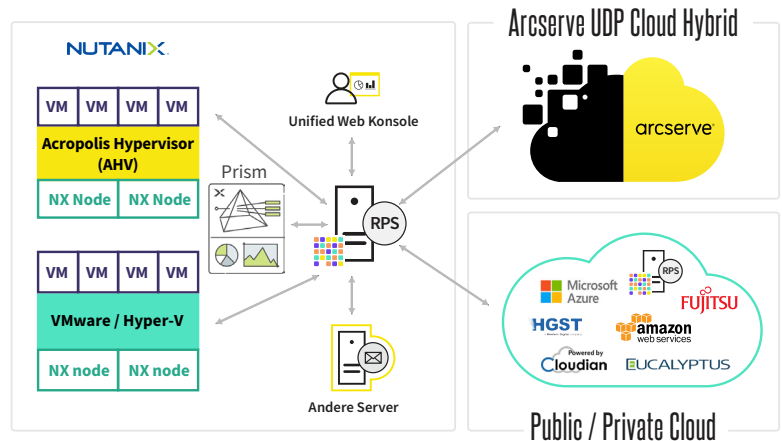 NUTANIX
VM VM VM VM
Acropolis Hypervisor
(AHV)
NX Node NX Node
VM VM VM VM
VMware / Hyper-V
NX node NX node
Prism
Unified Web Konsole
RPS
Andere Server
Arcserve UDP Cloud Hybrid
arcserve
RPS
Microsoft
Azure
FUJITSU
HGST
amazon
web services
Powered by
Cloudian
EUCALYPTUS
Public / Private Cloud